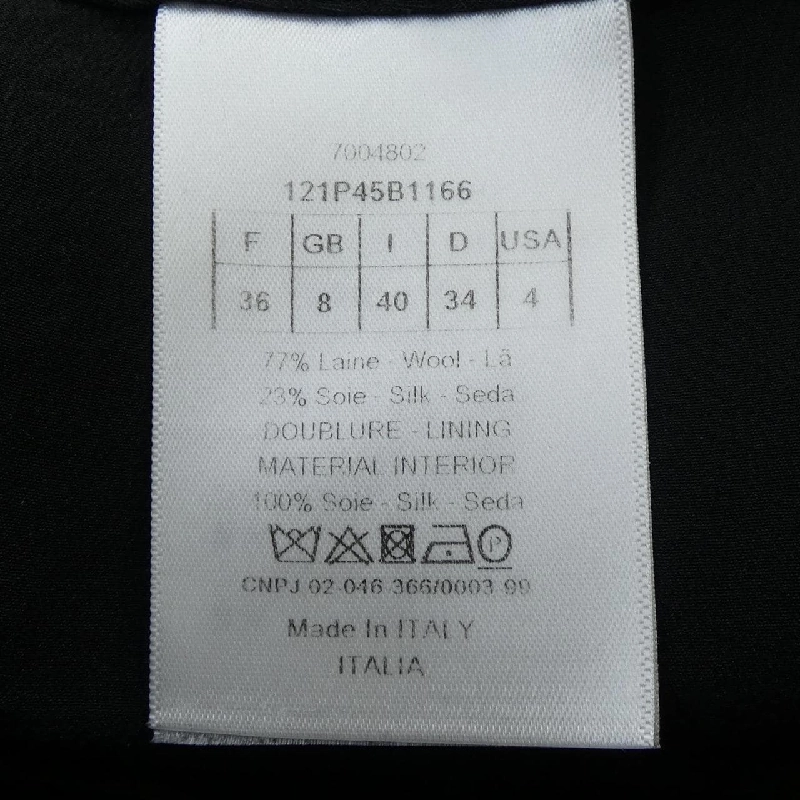 7004802
121P45B1166
F GB I D USA
36 8 40 34 4
77% Laine - Wool - Lã
23% Soie - Silk - Seda
DOUBLURE - LINING
MATERIAL INTERIOR
100% Soie - Silk - Seda
P
CNPJ 02 046 366/0003 99
Made In ITALY
ITALIA